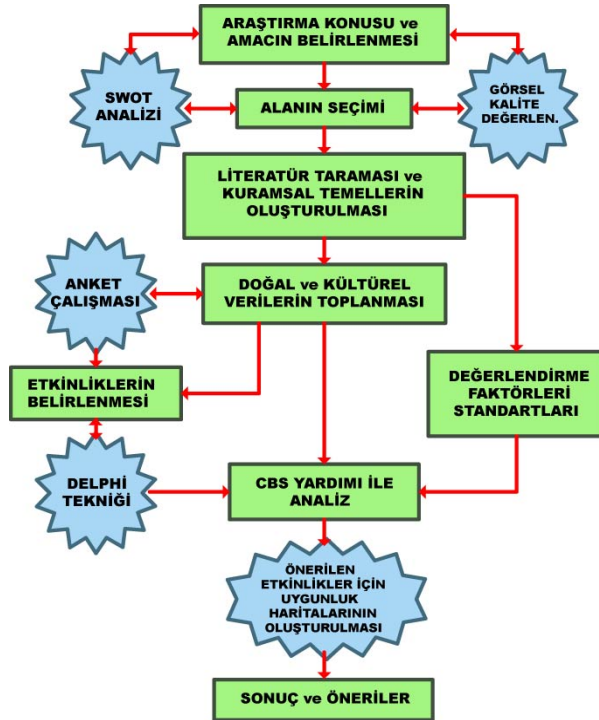 ARAŞTIRMA KONUSU ve
AMACIN BELİRLENMESİ
SWOT
ANALİZİ
ALANIN SEÇİMİ
GÖRSEL
KALİTE
DEĞERLEN.
LİTERATÜR TARAMASI ve
KURAMSAL TEMELLERİN
OLUŞTURULMASI
ANKET
ÇALIŞMASI
DOĞAL ve KÜLTÜREL
VERİLERİN TOPLANMASI
ETKİNLİKLERİN
BELİRLENMESİ
DEĞERLENDİRME
FAKTÖRLERİ
STANDARTLARI
DELPHİ
TEKNİĞİ
CBS YARDIMI İLE
ANALİZ
ÖNERİLEN
ETKİNLİKLER İÇİN
UYGUNLUK
HARİTALARININ
OLUŞTURULMASI
SONUÇ ve ÖNERİLER